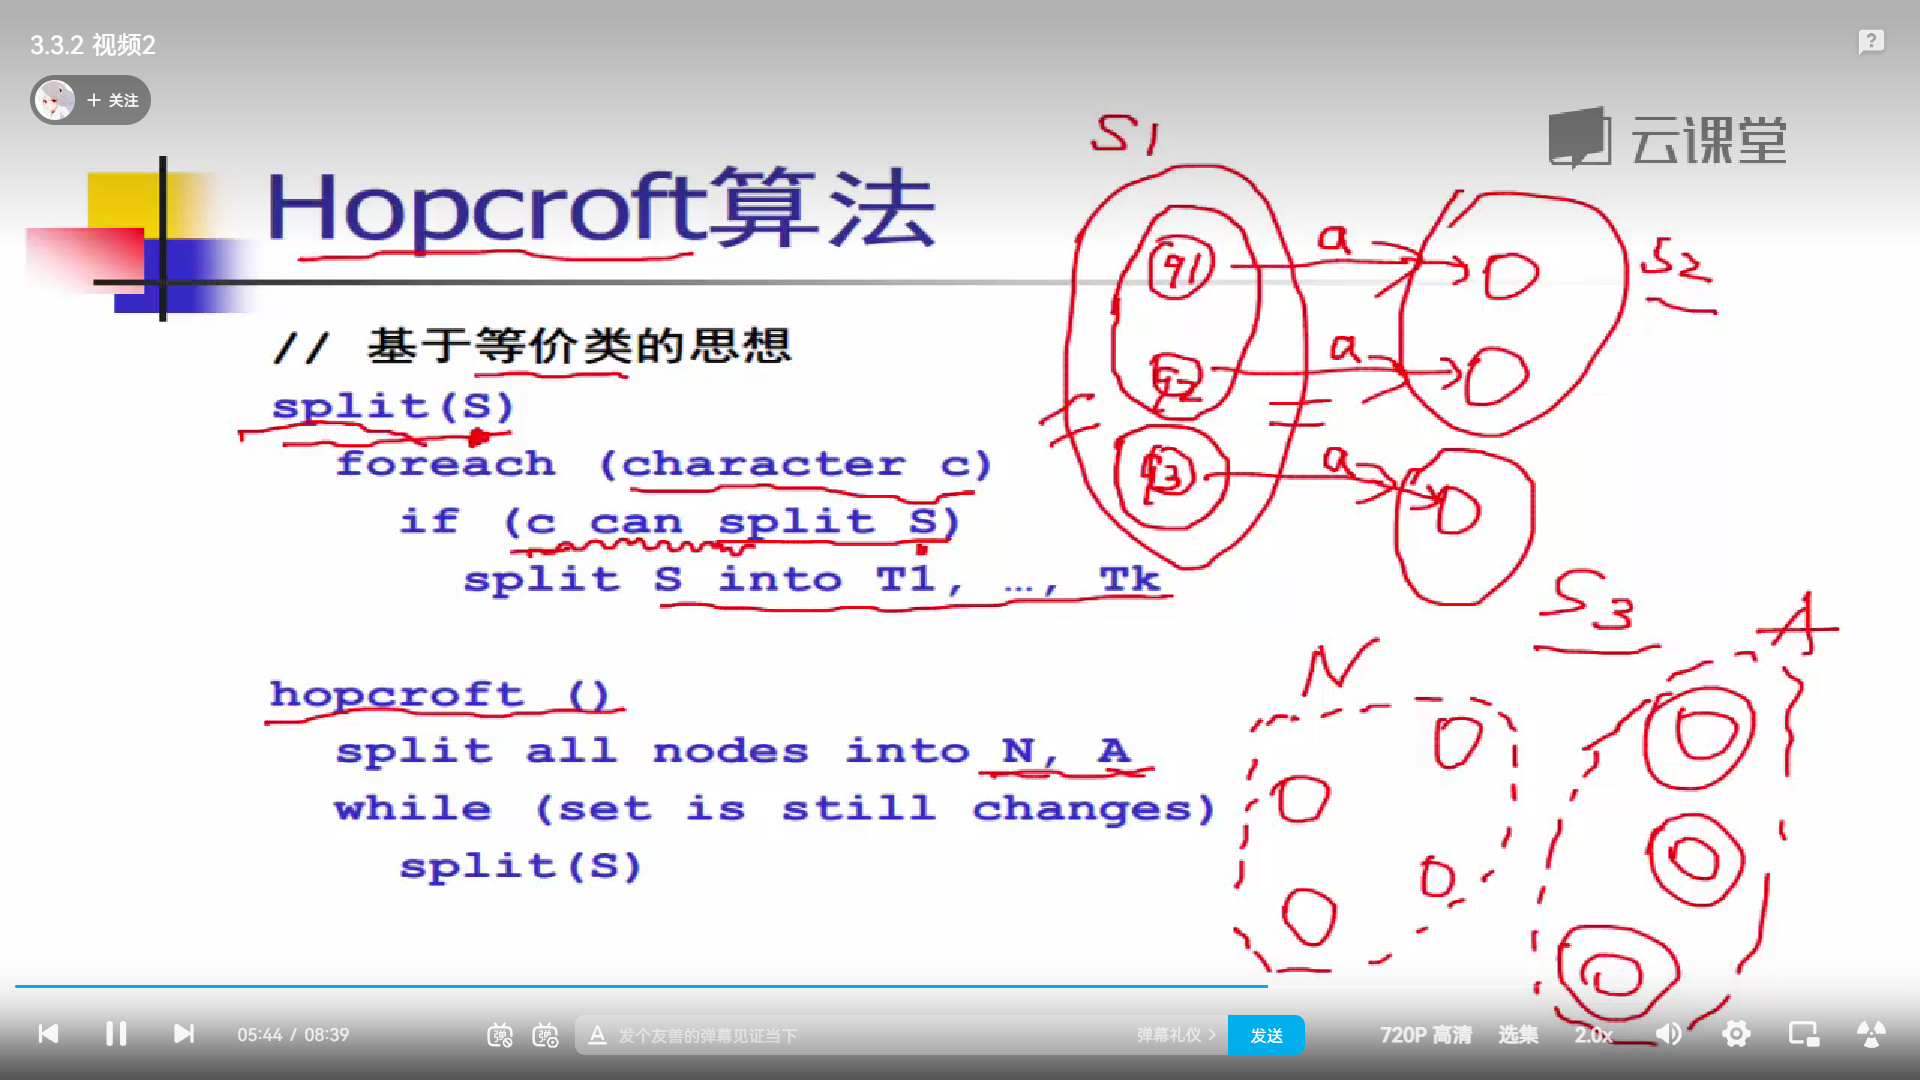 3.3.2 视频2
+ 关注
云课堂
Hopcroft算法
// 基于等价类的思想
split(S)
foreach (character c)
if (c can split S)
split S into T1, …, Tk
hopcroft ()
split all nodes into N, A
while (set is still changes)
split(S)
S1
q1
a
S2
q2
a
q3
a
S3
N
A
05:44 / 08:39
弹
弹
A 发个友善的弹幕见证当下
弹幕礼仪 >
发送
720P 高清
选集
2.0x